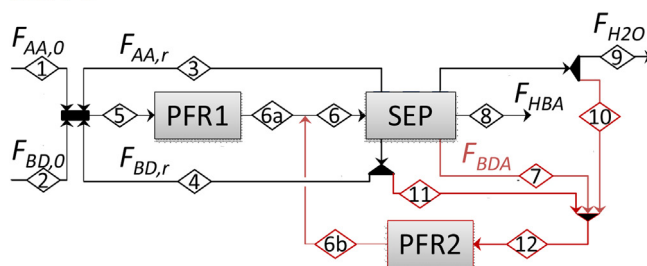 F_AA,0
F_H2O
1
F_AA,r
3
9
5
PFR1
6a
6
SEP
8
F_HBA
10
F_BD,0
F_BD,r
F_BDA
2
4
11
7
6b
PFR2
12